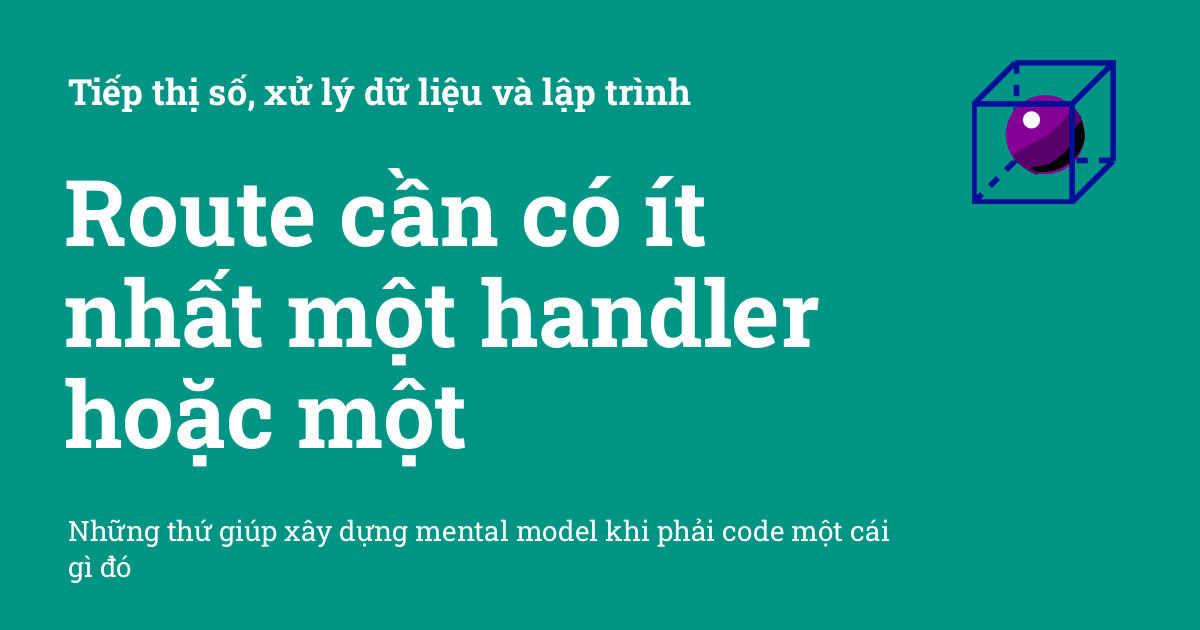 Tiếp thị số, xử lý dữ liệu và lập trình
Route cần có ít
nhất một handler
hoặc một
Những thứ giúp xây dựng mental model khi phải code một cái
gì đó